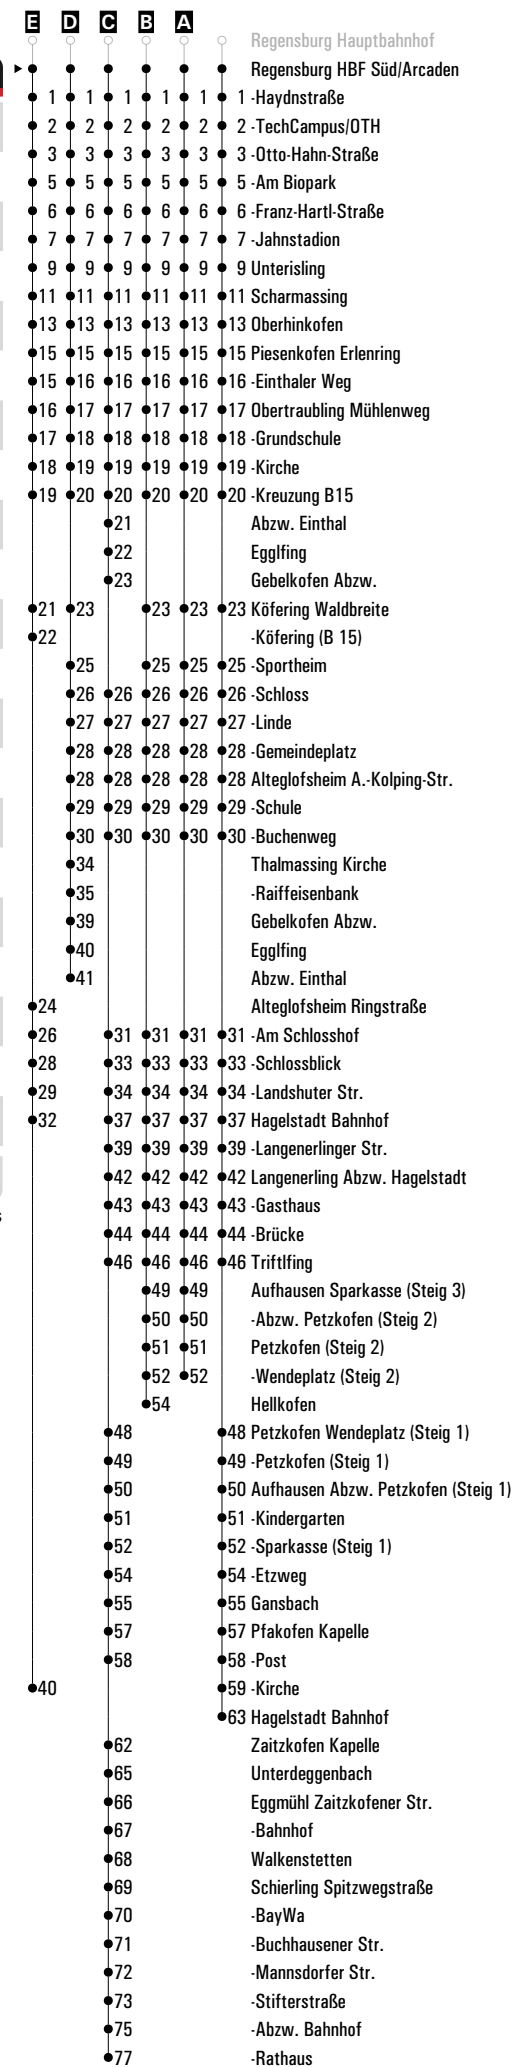 E D C B A
Regensburg Hauptbahnhof
Regensburg HBF Süd/Arcaden
1 1 1 1 1 1 -Haydnstraße
2 2 2 2 2 2 -TechCampus/OTH
3 3 3 3 3 3 -Otto-Hahn-Straße
5 5 5 5 5 5 -Am Biopark
6 6 6 6 6 6 -Franz-Hartl-Straße
7 7 7 7 7 7 -Jahnstadion
9 9 9 9 9 9 Unterisling
11 11 11 11 11 11 Scharmassing
13 13 13 13 13 13 Oberhinkofen
15 15 15 15 15 15 Piesenkofen Erlenring
15 16 16 16 16 16 -Einthaler Weg
16 17 17 17 17 17 Obertraubling Mühlenweg
17 18 18 18 18 18 -Grundschule
18 19 19 19 19 19 -Kirche
19 20 20 20 20 20 -Kreuzung B15
21 Abzw. Einthal
22 Egglfing
23 Gebelkofen Abzw.
21 23 23 23 23 Köfering Waldbreite
22 -Köfering (B 15)
25 25 25 25 -Sportheim
26 26 26 26 26 -Schloss
27 27 27 27 27 -Linde
28 28 28 28 28 -Gemeindeplatz
28 28 28 28 28 Alteglofsheim A.-Kolping-Str.
29 29 29 29 29 -Schule
30 30 30 30 30 -Buchenweg
34 Thalmassing Kirche
35 -Raiffeisenbank
39 Gebelkofen Abzw.
40 Egglfing
41 Abzw. Einthal
24 Alteglofsheim Ringstraße
26 31 31 31 31 -Am Schlosshof
28 33 33 33 33 -Schlossblick
29 34 34 34 34 -Landshuter Str.
32 37 37 37 37 Hagelstadt Bahnhof
39 39 39 39 -Langenerlinger Str.
42 42 42 42 Langenerling Abzw. Hagelstadt
43 43 43 43 -Gasthaus
44 44 44 44 -Brücke
46 46 46 46 Triftlfing
49 49 Aufhausen Sparkasse (Steig 3)
50 50 -Abzw. Petzkofen (Steig 2)
51 51 Petzkofen (Steig 2)
52 52 -Wendeplatz (Steig 2)
54 Hellkofen
48 48 Petzkofen Wendeplatz (Steig 1)
49 49 -Petzkofen (Steig 1)
50 50 Aufhausen Abzw. Petzkofen (Steig 1)
51 51 -Kindergarten
52 52 -Sparkasse (Steig 1)
54 54 -Etzweg
55 55 Gansbach
57 57 Pfakofen Kapelle
58 58 -Post
40 59 -Kirche
63 Hagelstadt Bahnhof
62 Zaitzkofen Kapelle
65 Unterdeggenbach
66 Eggmühl Zaitzkofener Str.
67 -Bahnhof
68 Walkenstetten
69 Schierling Spitzwegstraße
70 -BayWa
71 -Buchhausener Str.
72 -Mannsdorfer Str.
73 -Stifterstraße
75 -Abzw. Bahnhof
77 -Rathaus